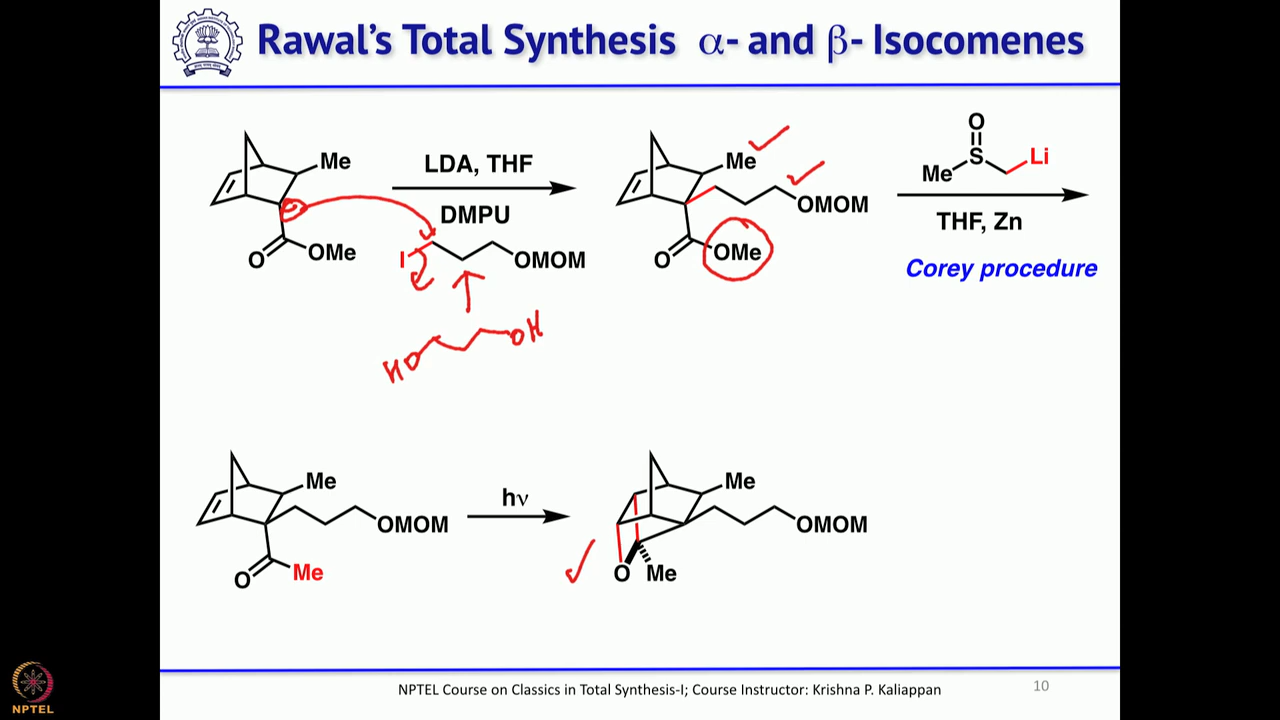 Rawal's Total Synthesis α- and β- Isocomenes
Me
O
OMe
LDA, THF
DMPU
I
OMOM
HO
OH
Me
OMOM
O
OMe
O
S
Me
Li
THF, Zn
Corey procedure
Me
OMOM
O
Me
hν
Me
OMOM
O
Me
NPTEL
NPTEL Course on Classics in Total Synthesis-I; Course Instructor: Krishna P. Kaliappan
10